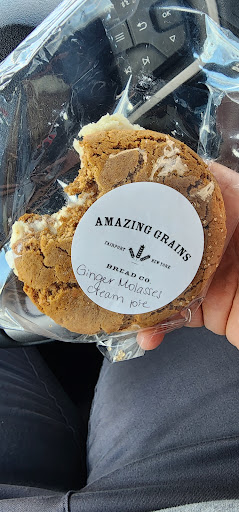 AMAZING GRAINS
FAIRPORT NEW YORK
BREAD CO.
Ginger Molasses
cream pie